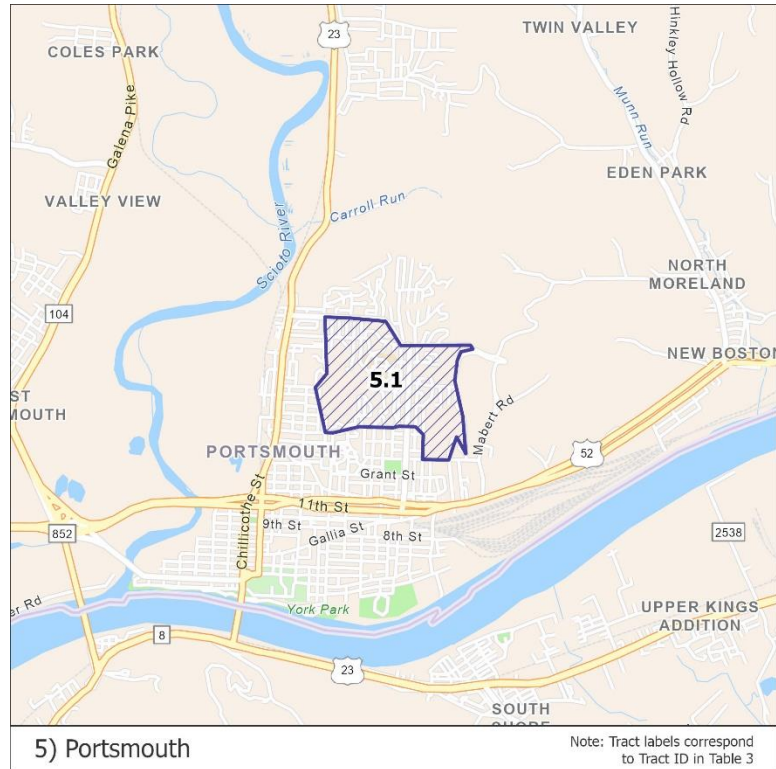 23
TWIN VALLEY
COLES PARK
Hinkley Hollow Rd
Galena Pike
Munn Run
EDEN PARK
VALLEY VIEW
Carroll Run
Scioto River
NORTH
MORELAND
104
NEW BOSTON
5.1
ST
MOUTH
Mabert Rd
PORTSMOUTH
52
Grant St
11th St
852
9th St
Gallia St
8th St
2538
Chillicothe St
er Rd
York Park
UPPER KINGS
ADDITION
8
23
SOUTH
SHORE
5) Portsmouth
Note: Tract labels correspond
to Tract ID in Table 3